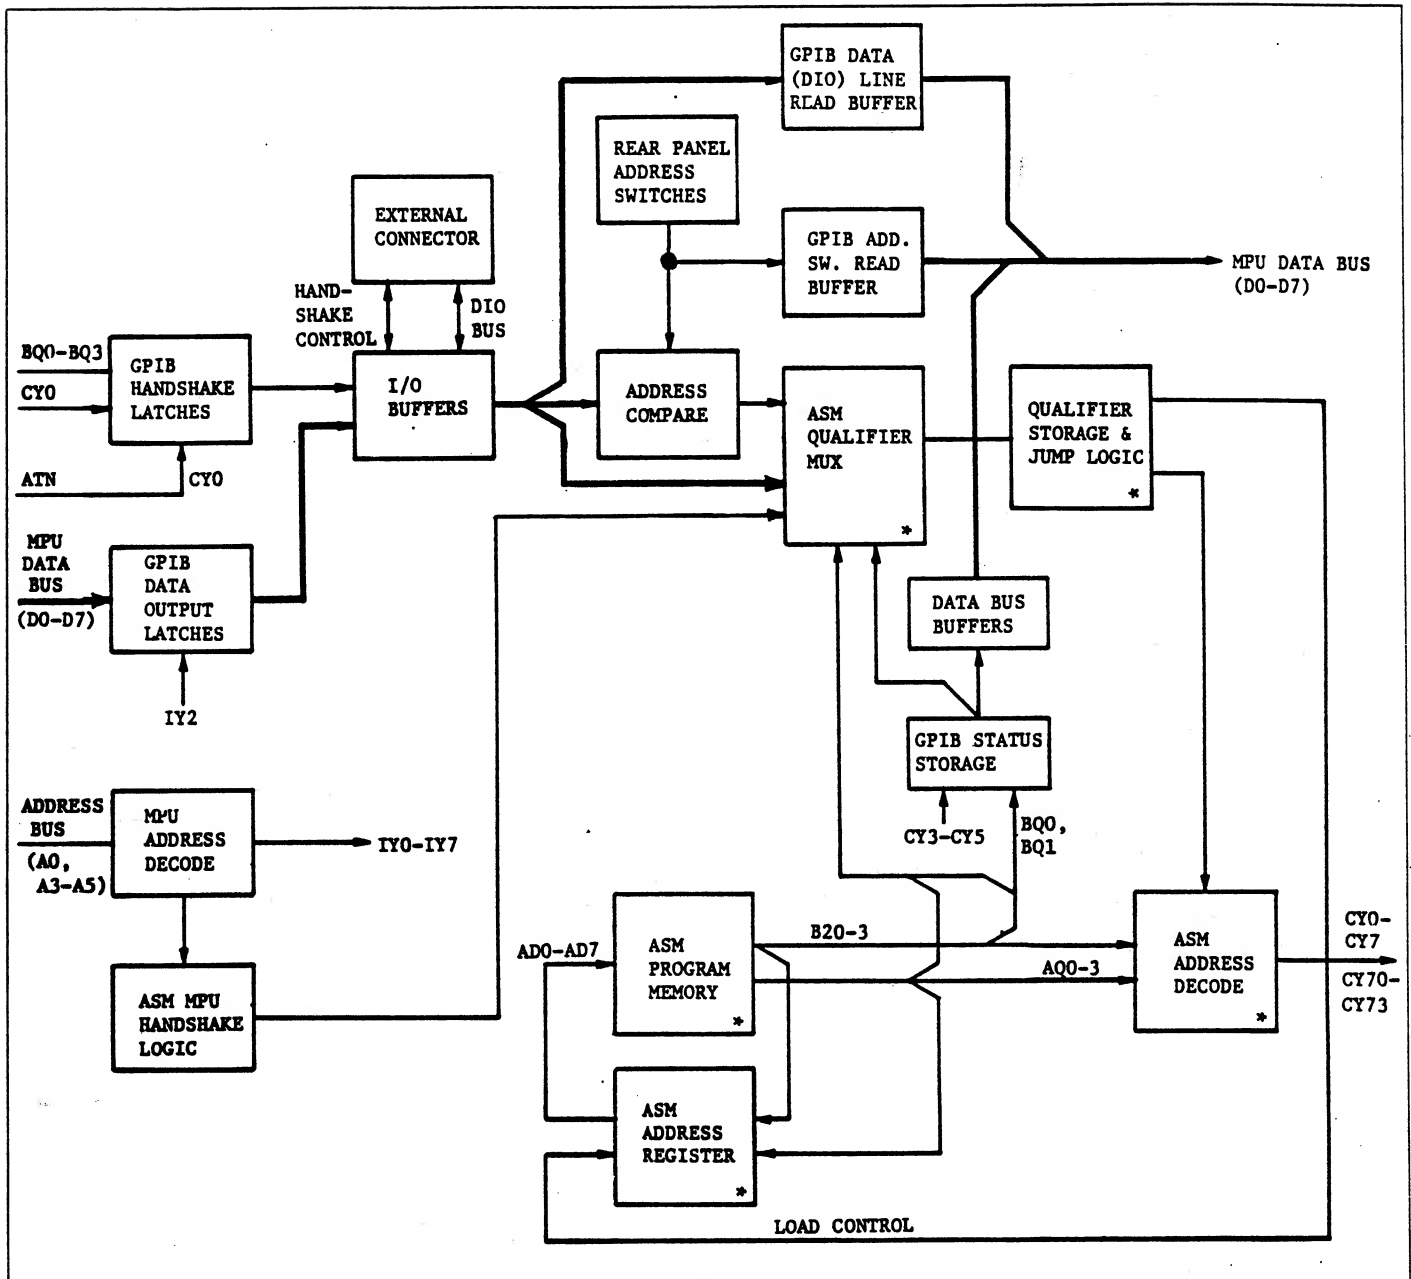 GPIB DATA
(DIO) LINE
READ BUFFER
REAR PANEL
ADDRESS
SWITCHES
EXTERNAL
CONNECTOR
GPIB ADD.
SW. READ
BUFFER
MPU DATA BUS
(D0-D7)
HAND-
SHAKE
CONTROL
DIO
BUS
BQ0-BQ3
CY0
GPIB
HANDSHAKE
LATCHES
ATN
CY0
I/O
BUFFERS
ADDRESS
COMPARE
ASM
QUALIFIER
MUX
*
QUALIFIER
STORAGE &
JUMP LOGIC
*
MPU
DATA
BUS
(D0-D7)
GPIB
DATA
OUTPUT
LATCHES
IY2
DATA BUS
BUFFERS
GPIB STATUS
STORAGE
CY3-CY5
BQ0,
BQ1
ADDRESS
BUS
(A0,
A3-A5)
MPU
ADDRESS
DECODE
IY0-IY7
ASM MPU
HANDSHAKE
LOGIC
AD0-AD7
ASM
PROGRAM
MEMORY
*
B20-3
AQ0-3
ASM
ADDRESS
DECODE
*
CY0-
CY7
CY70-
CY73
ASM
ADDRESS
REGISTER
*
LOAD CONTROL